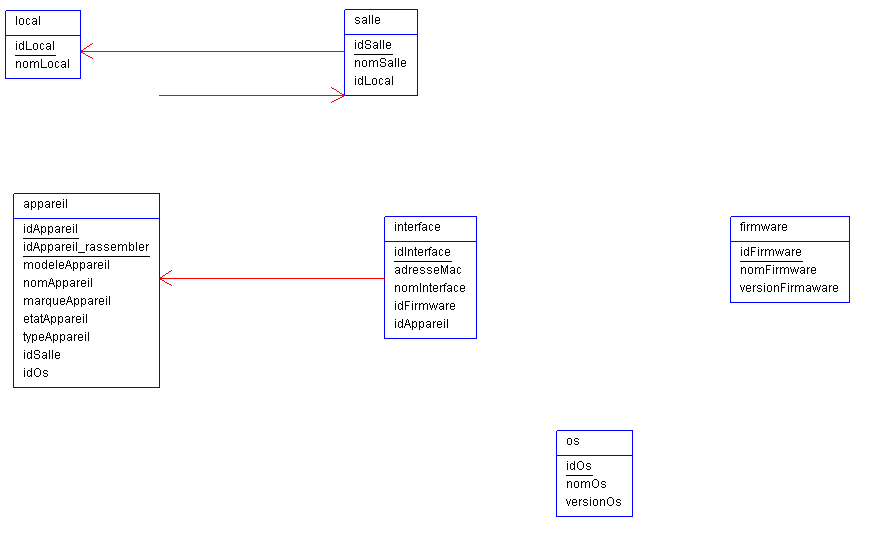 local
idLocal
nomLocal
salle
idSalle
nomSalle
idLocal
appareil
idAppareil
idAppareil_rassembler
modeleAppareil
nomAppareil
marqueAppareil
etatAppareil
typeAppareil
idSalle
idOs
interface
idInterface
adresseMac
nomInterface
idFirmware
idAppareil
firmware
idFirmware
nomFirmware
versionFirmaware
os
idOs
nomOs
versionOs